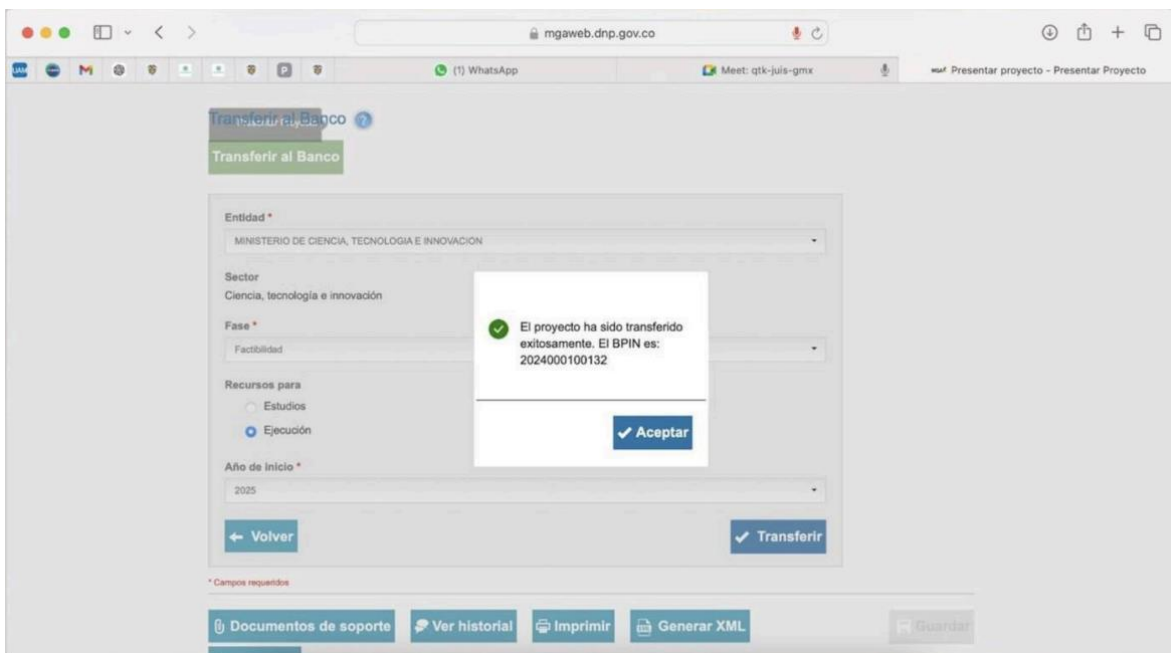 mgaweb.dnp.gov.co
UAM
M
P
(1) WhatsApp
Meet: qtk-juis-gmx
Presentar proyecto - Presentar Proyecto
Transferir al Banco
Transferir al Banco
Entidad *
MINISTERIO DE CIENCIA, TECNOLOGIA E INNOVACION
Sector
Ciencia, tecnología e innovación
Fase *
Factibilidad
Recursos para
Estudios
Ejecución
Año de inicio *
2025
El proyecto ha sido transferido
exitosamente. El BPIN es:
2024000100132
Aceptar
Volver
Transferir
* Campos requeridos
Documentos de soporte
Ver historial
Imprimir
Generar XML
Guardar